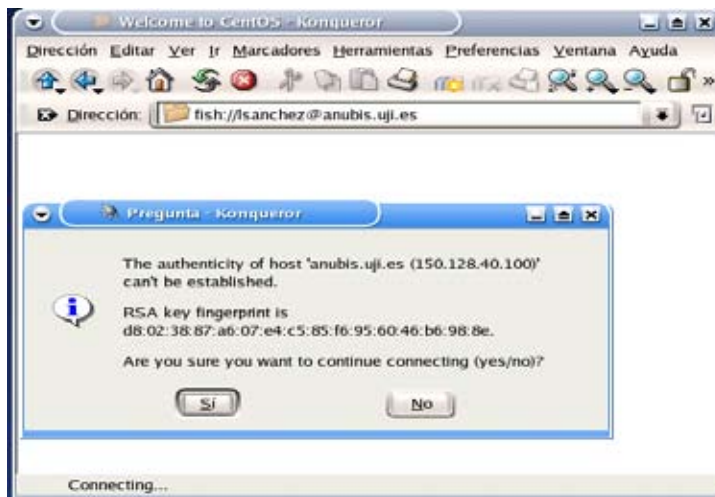 Welcome to CentOS - Konqueror
Dirección Editar Ver Ir Marcadores Herramientas Preferencias Ventana Ayuda
Dirección: fish://lsanchez@anubis.uji.es
Pregunta - Konqueror
The authenticity of host 'anubis.uji.es (150.128.40.100)'
can't be established.
RSA key fingerprint is
d8:02:38:87:a6:07:e4:c5:85:f6:95:60:46:b6:98:8e.
Are you sure you want to continue connecting (yes/no)?
Sí No
Connecting...